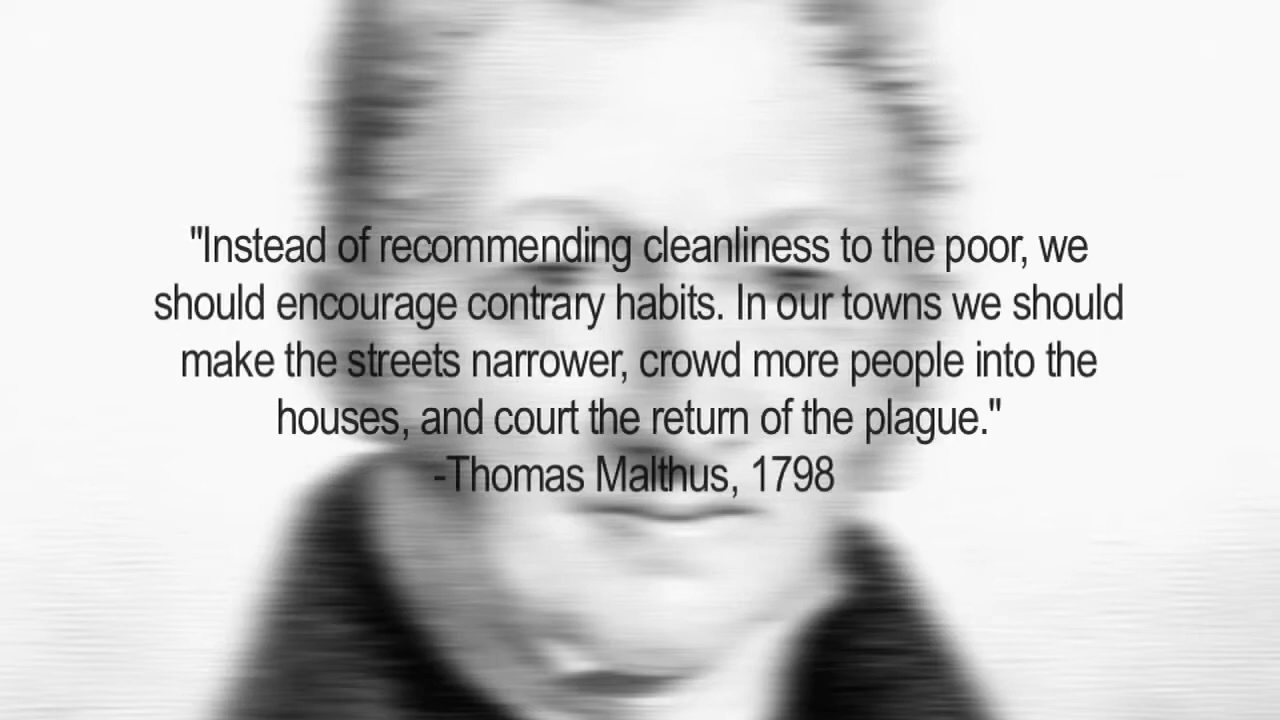 "Instead of recommending cleanliness to the poor, we
should encourage contrary habits. In our towns we should
make the streets narrower, crowd more people into the
houses, and court the return of the plague."
-Thomas Malthus, 1798